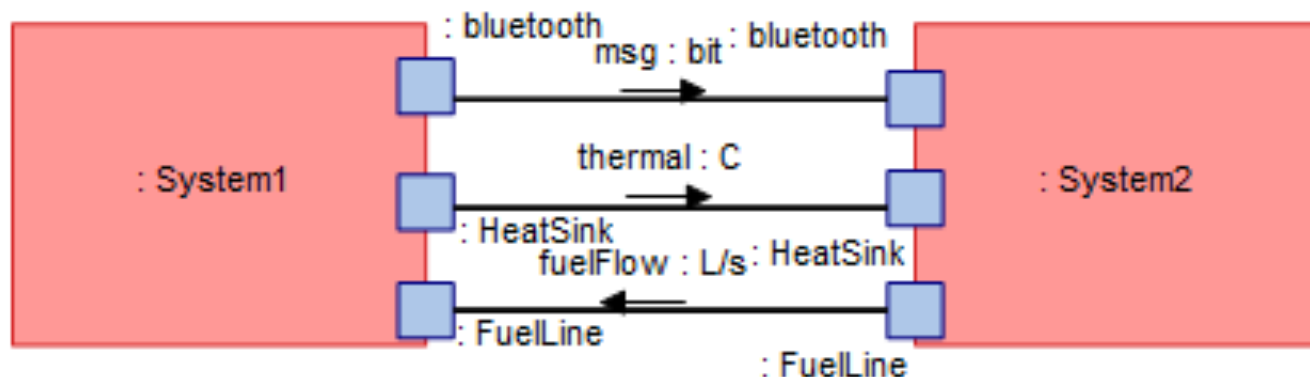 : bluetooth
: bluetooth
msg : bit
thermal : C
: System1
: System2
: HeatSink
: HeatSink
fuelFlow : L/s
: FuelLine
: FuelLine